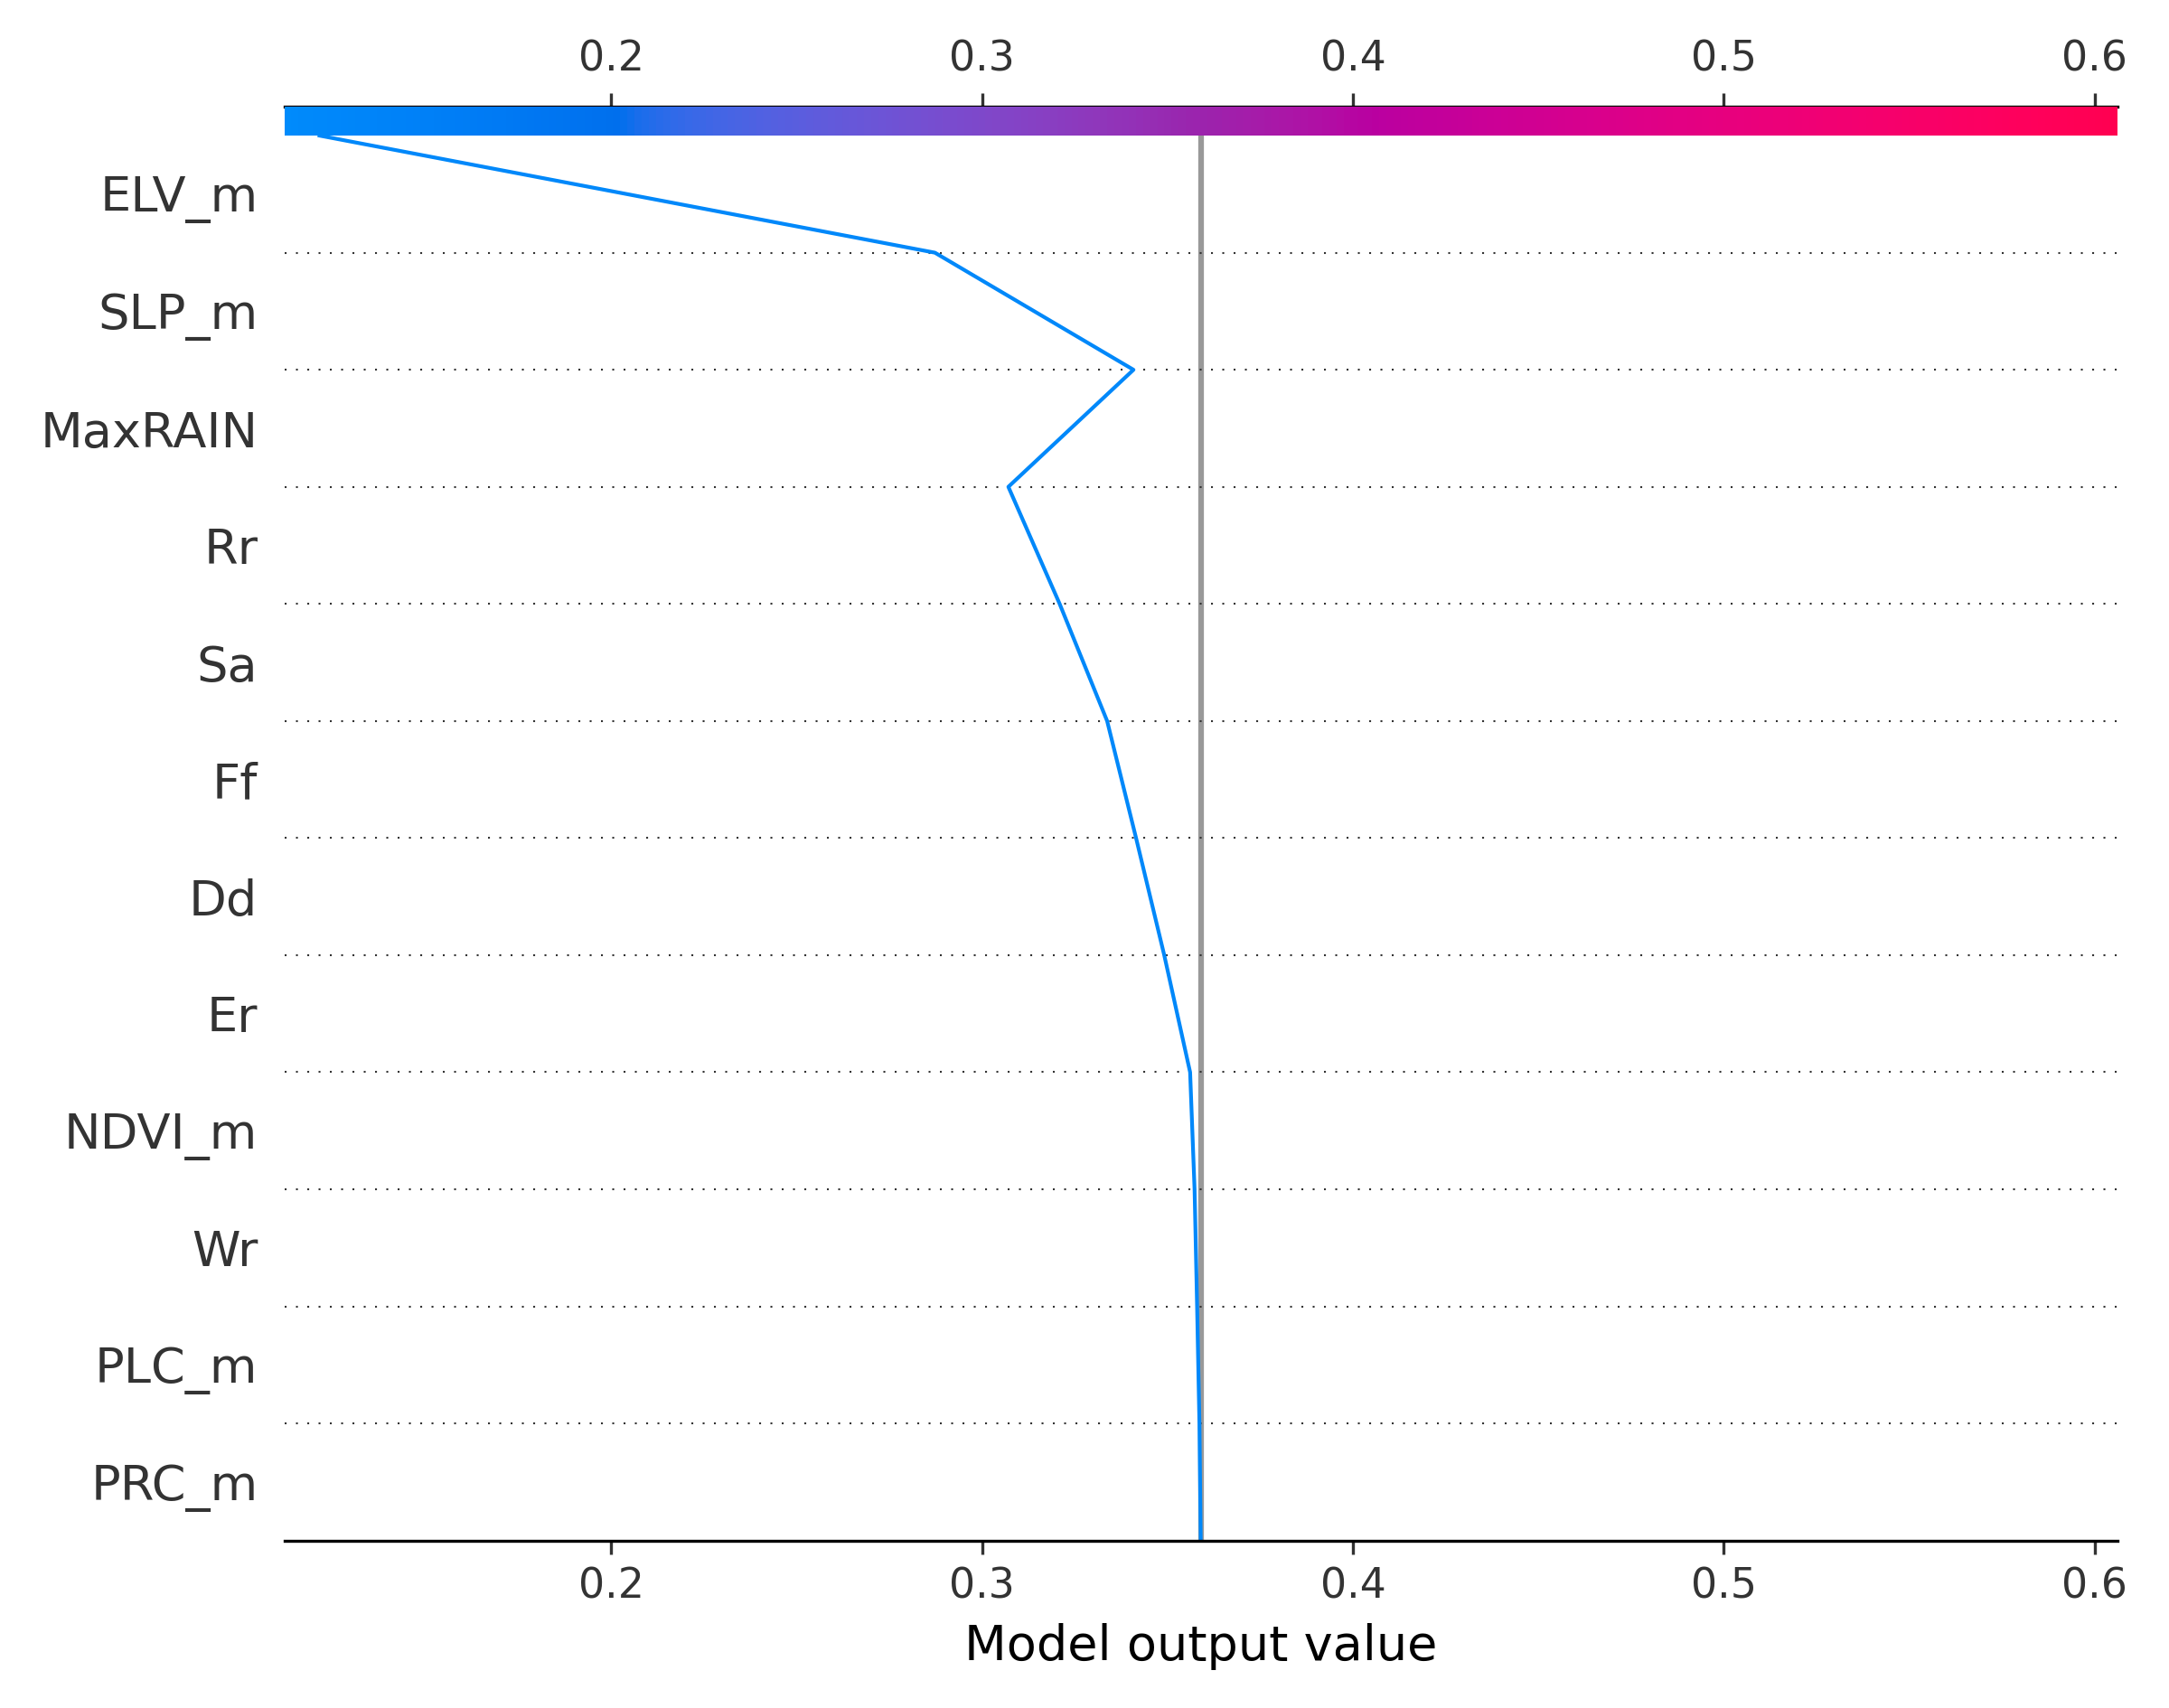 0.2 0.3 0.4 0.5 0.6
ELV_m
SLP_m
MaxRAIN
Rr
Sa
Ff
Dd
Er
NDVI_m
Wr
PLC_m
PRC_m
0.2 0.3 0.4 0.5 0.6
Model output value